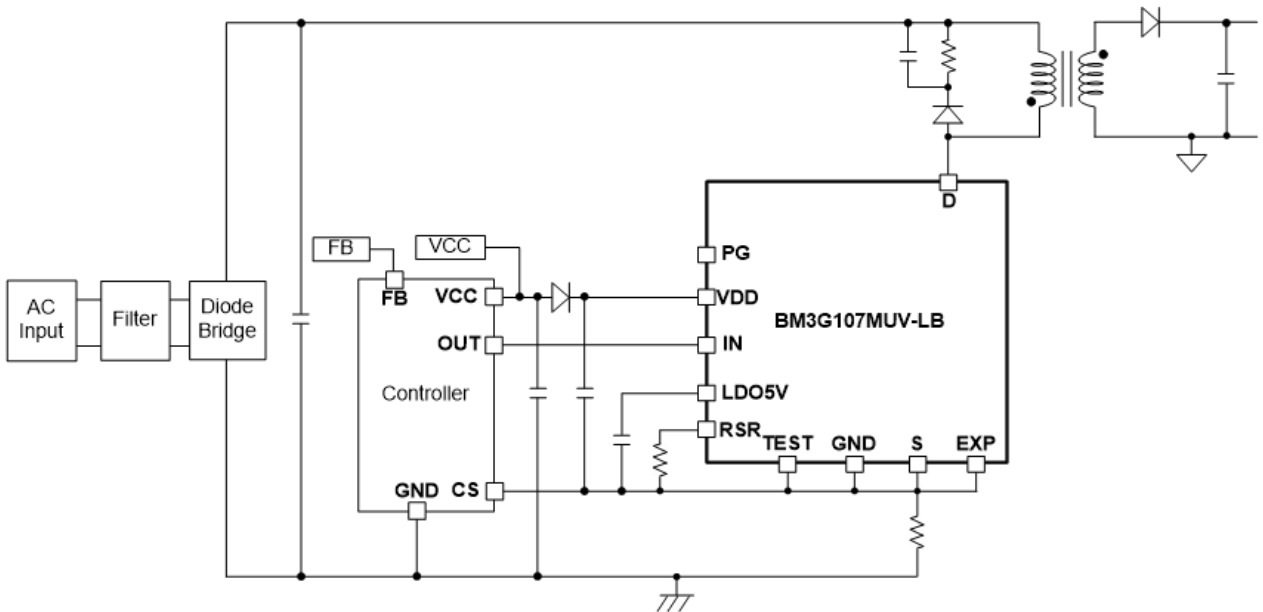 D
PG
FB
VCC
AC
Input
Filter
Diode
Bridge
FB
VCC
VDD
BM3G107MUV-LB
OUT
IN
Controller
LDO5V
RSR
TEST
GND
S
EXP
GND
CS